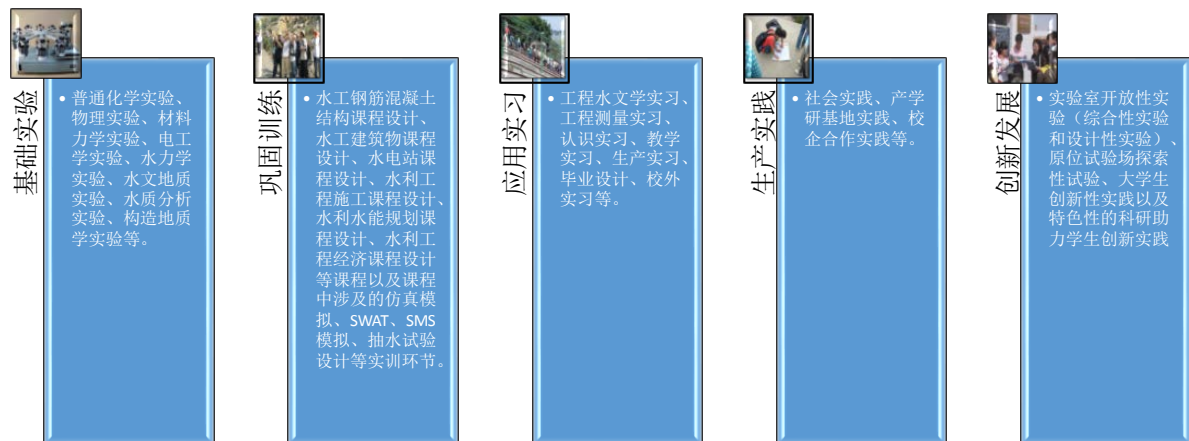 基础实验
• 普通化学实验、
物理实验、材料
力学实验、电工
学实验、水力学
实验、水文地质
实验、水质分析
实验、构造地质
学实验等。
巩固训练
• 水工钢筋混凝土
结构课程设计、
水工建筑物课程
设计、水电站课
程设计、水利工
程施工课程设计、
水利水能规划课
程设计、水利工
程经济课程设计
等课程以及课程
中涉及的仿真模
拟、SWAT、SMS
模拟、抽水试验
设计等实训环节。
应用实习
• 工程水文学实习、
工程测量实习、
认识实习、教学
实习、生产实习、
毕业设计、校外
实习等。
生产实践
• 社会实践、产学
研基地实践、校
企合作实践等。
创新发展
• 实验室开放性实
验（综合性实验
和设计性实验）、
原位试验场探索
性试验、大学生
创新性实践以及
特色性的科研助
力学生创新实践